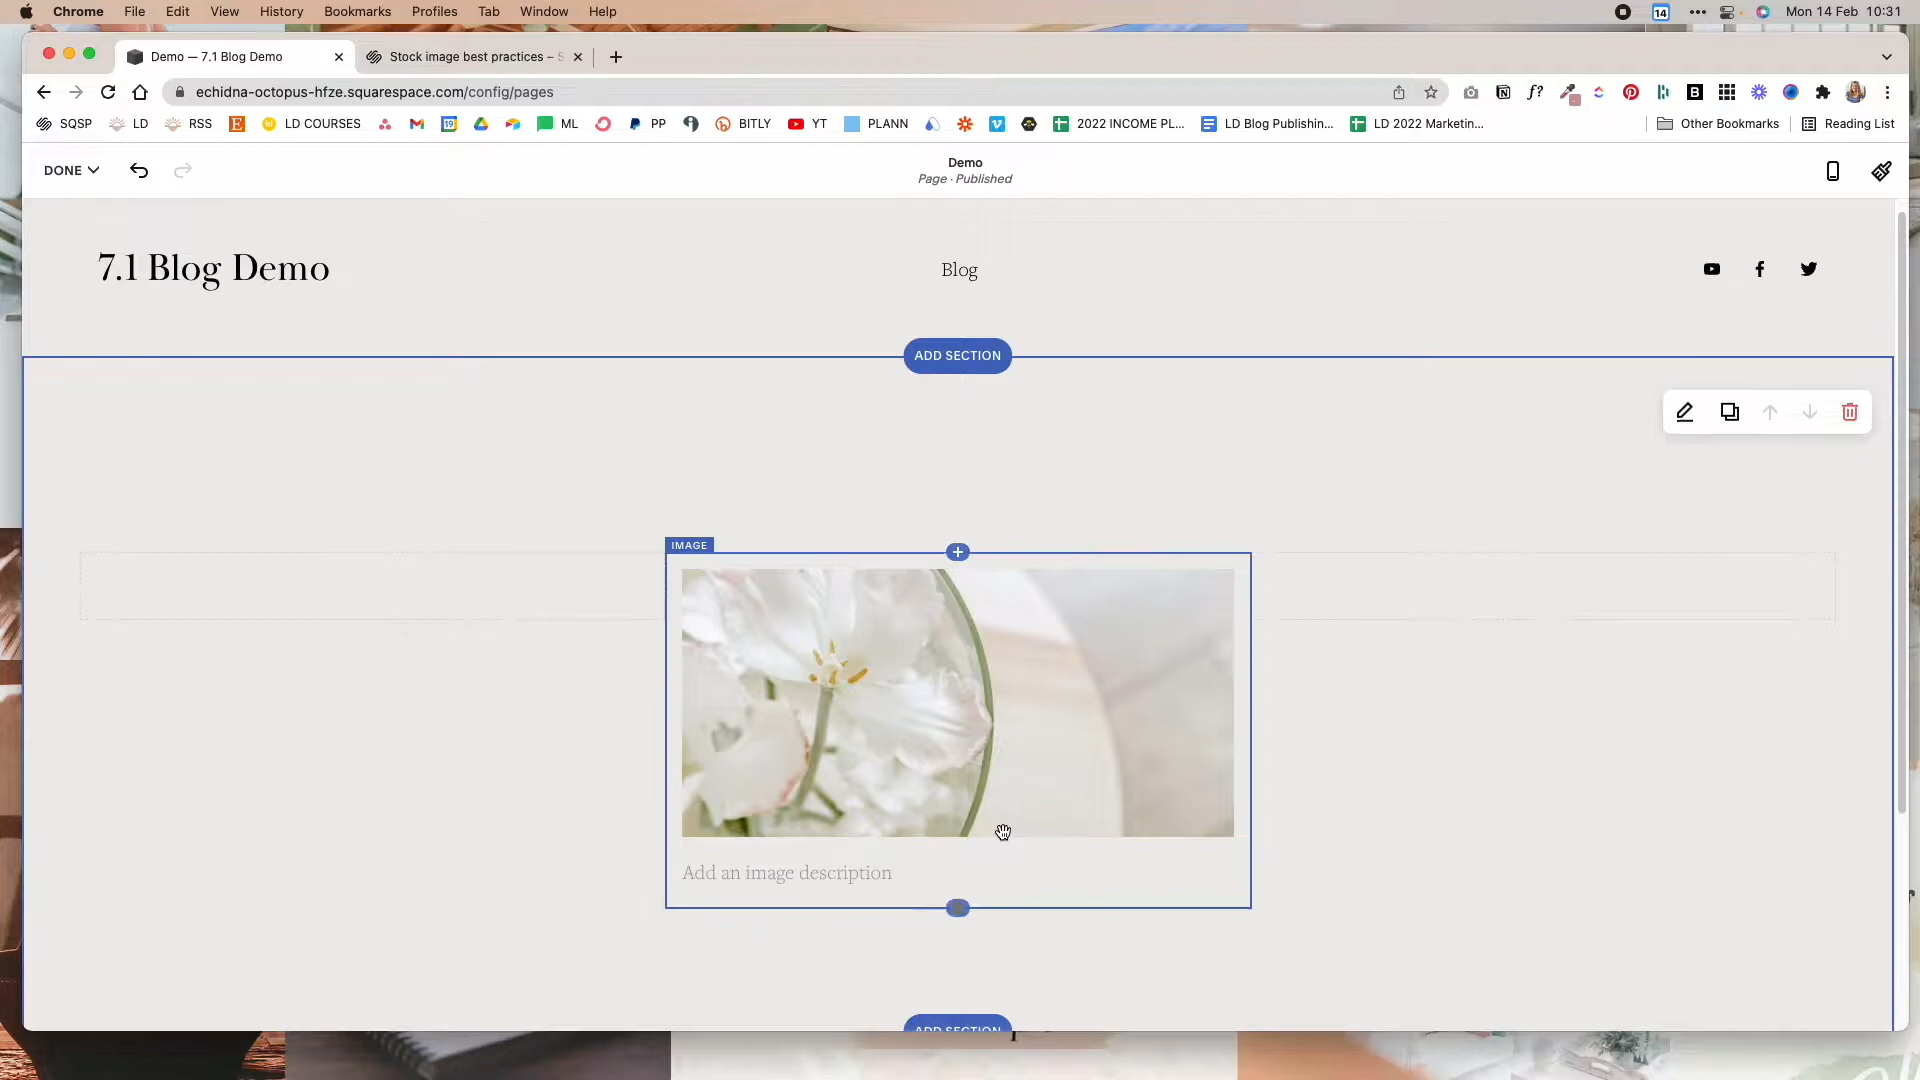 Chrome File Edit View History Bookmarks Profiles Tab Window Help
14 Mon 14 Feb 10:31
Demo — 7.1 Blog Demo
Stock image best practices – S
echidna-octopus-hfze.squarespace.com/config/pages
SQSP LD RSS LD COURSES ML PP BITLY YT PLANN 2022 INCOME PL... LD Blog Publishin... LD 2022 Marketin... Other Bookmarks Reading List
DONE
Demo
Page · Published
7.1 Blog Demo
Blog
ADD SECTION
IMAGE
Add an image description
ADD SECTION